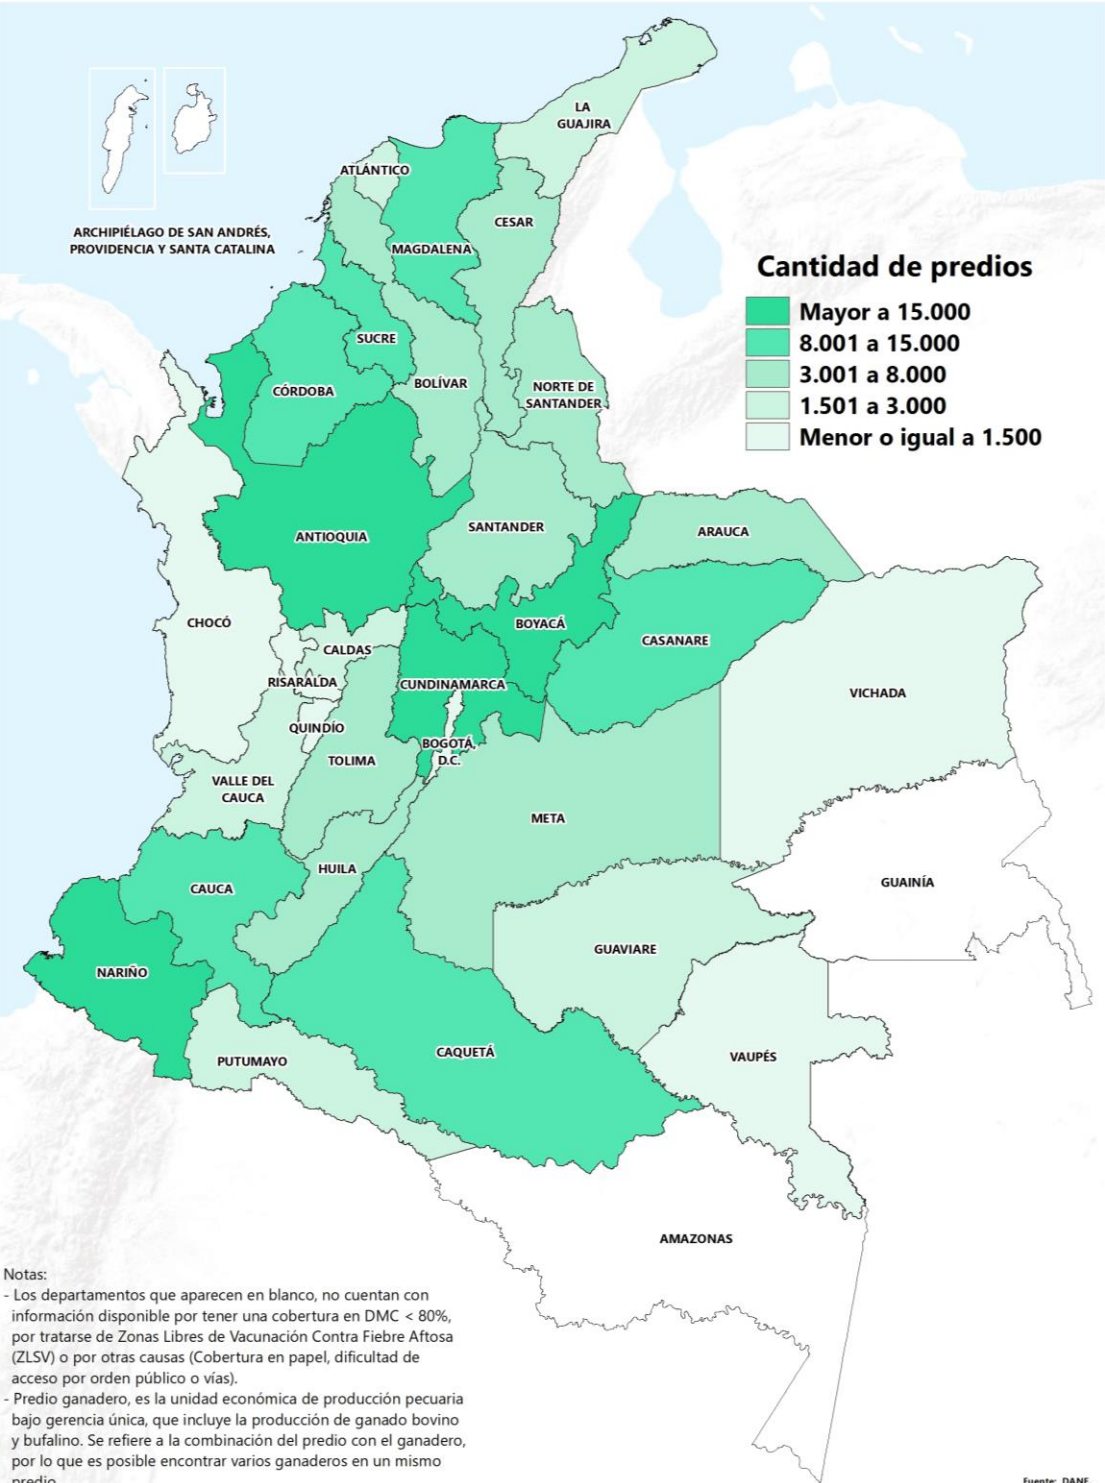 LA
GUAJIRA
ATLÁNTICO
CESAR
ARCHIPIÉLAGO DE SAN ANDRÉS,
PROVIDENCIA Y SANTA CATALINA
MAGDALENA
Cantidad de predios
Mayor a 15.000
8.001 a 15.000
3.001 a 8.000
1.501 a 3.000
Menor o igual a 1.500
SUCRE
CÓRDOBA
BOLÍVAR
NORTE DE
SANTANDER
ANTIOQUIA
SANTANDER
ARAUCA
CHOCÓ
BOYACÁ
CASANARE
CALDAS
RISARALDA
CUNDINAMARCA
VICHADA
QUINDÍO
BOGOTÁ,
D.C.
TOLIMA
VALLE DEL
CAUCA
META
HUILA
CAUCA
GUAINÍA
GUAVIARE
NARIÑO
CAQUETÁ
VAUPÉS
PUTUMAYO
AMAZONAS
Notas:
- Los departamentos que aparecen en blanco, no cuentan con
información disponible por tener una cobertura en DMC < 80%,
por tratarse de Zonas Libres de Vacunación Contra Fiebre Aftosa
(ZLSV) o por otras causas (Cobertura en papel, dificultad de
acceso por orden público o vías).
- Predio ganadero, es la unidad económica de producción pecuaria
bajo gerencia única, que incluye la producción de ganado bovino
y bufalino. Se refiere a la combinación del predio con el ganadero,
por lo que es posible encontrar varios ganaderos en un mismo
predio
Fuente: DANE